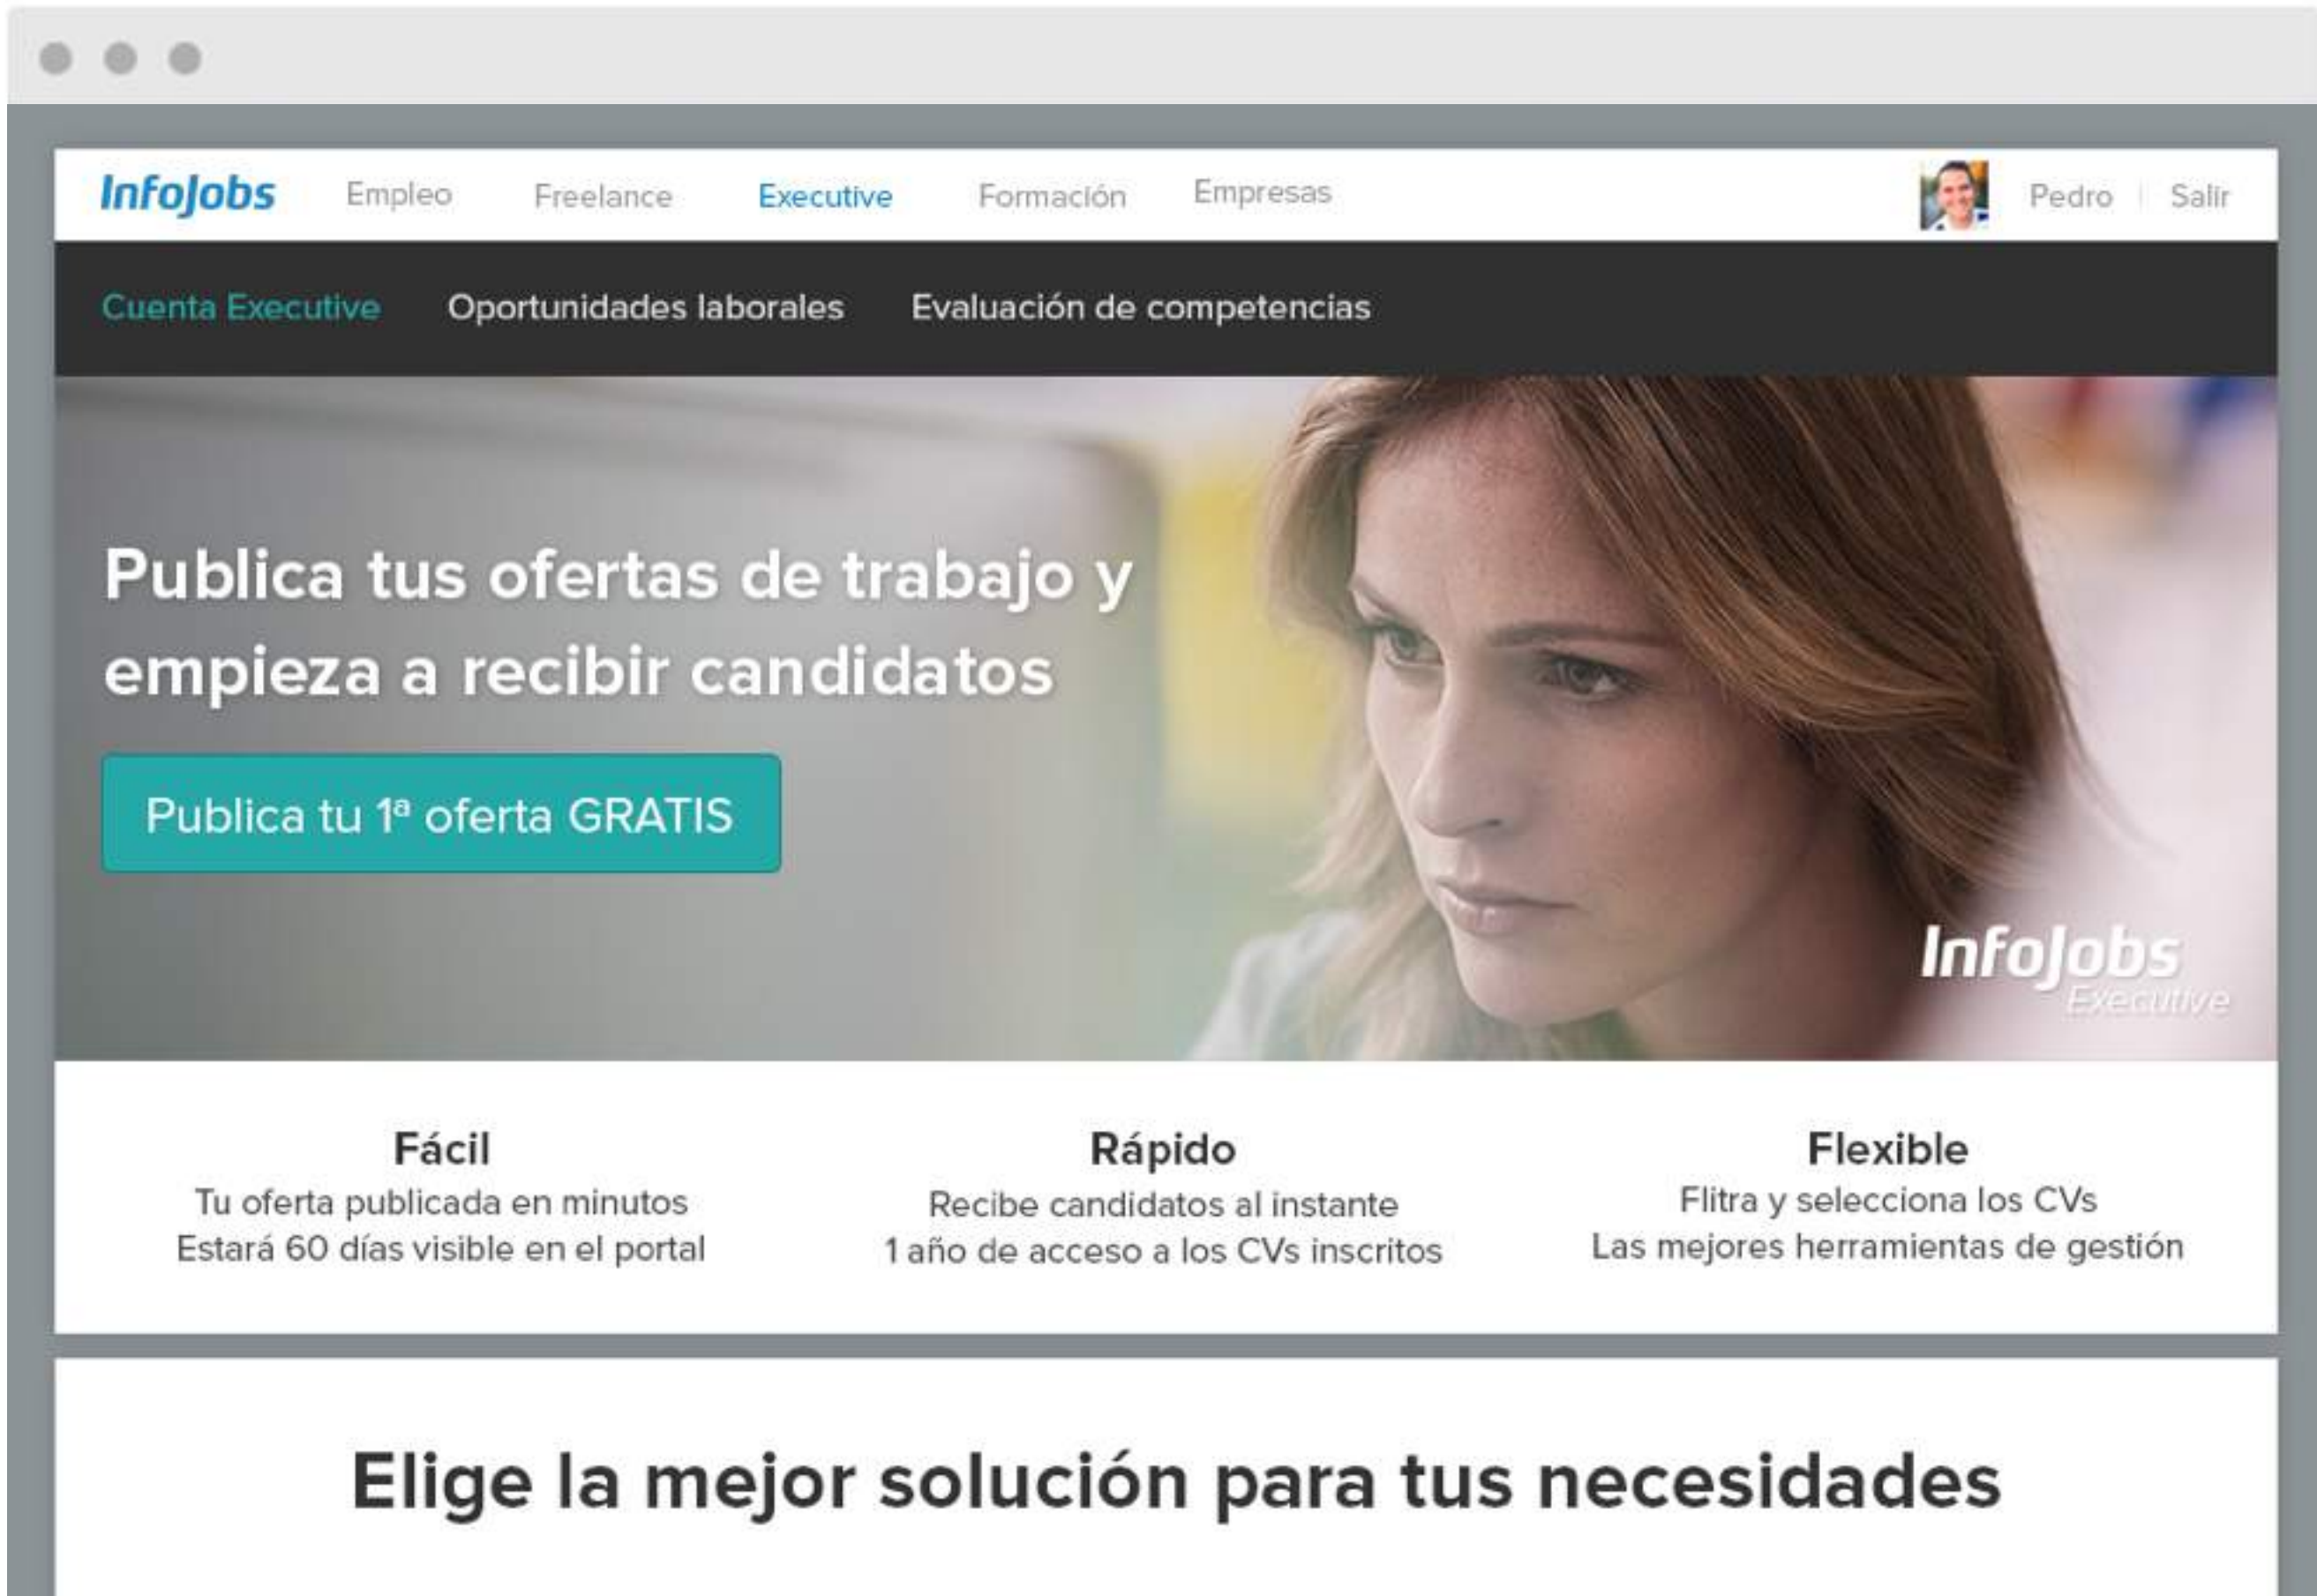 InfoJobs Empleo Freelance Executive Formación Empresas Pedro Salir
Cuenta Executive Oportunidades laborales Evaluación de competencias
Publica tus ofertas de trabajo y
empieza a recibir candidatos
Publica tu 1ª oferta GRATIS
InfoJobs
Executive
Fácil
Tu oferta publicada en minutos
Estará 60 días visible en el portal
Rápido
Recibe candidatos al instante
1 año de acceso a los CVs inscritos
Flexible
Flitra y selecciona los CVs
Las mejores herramientas de gestión
Elige la mejor solución para tus necesidades